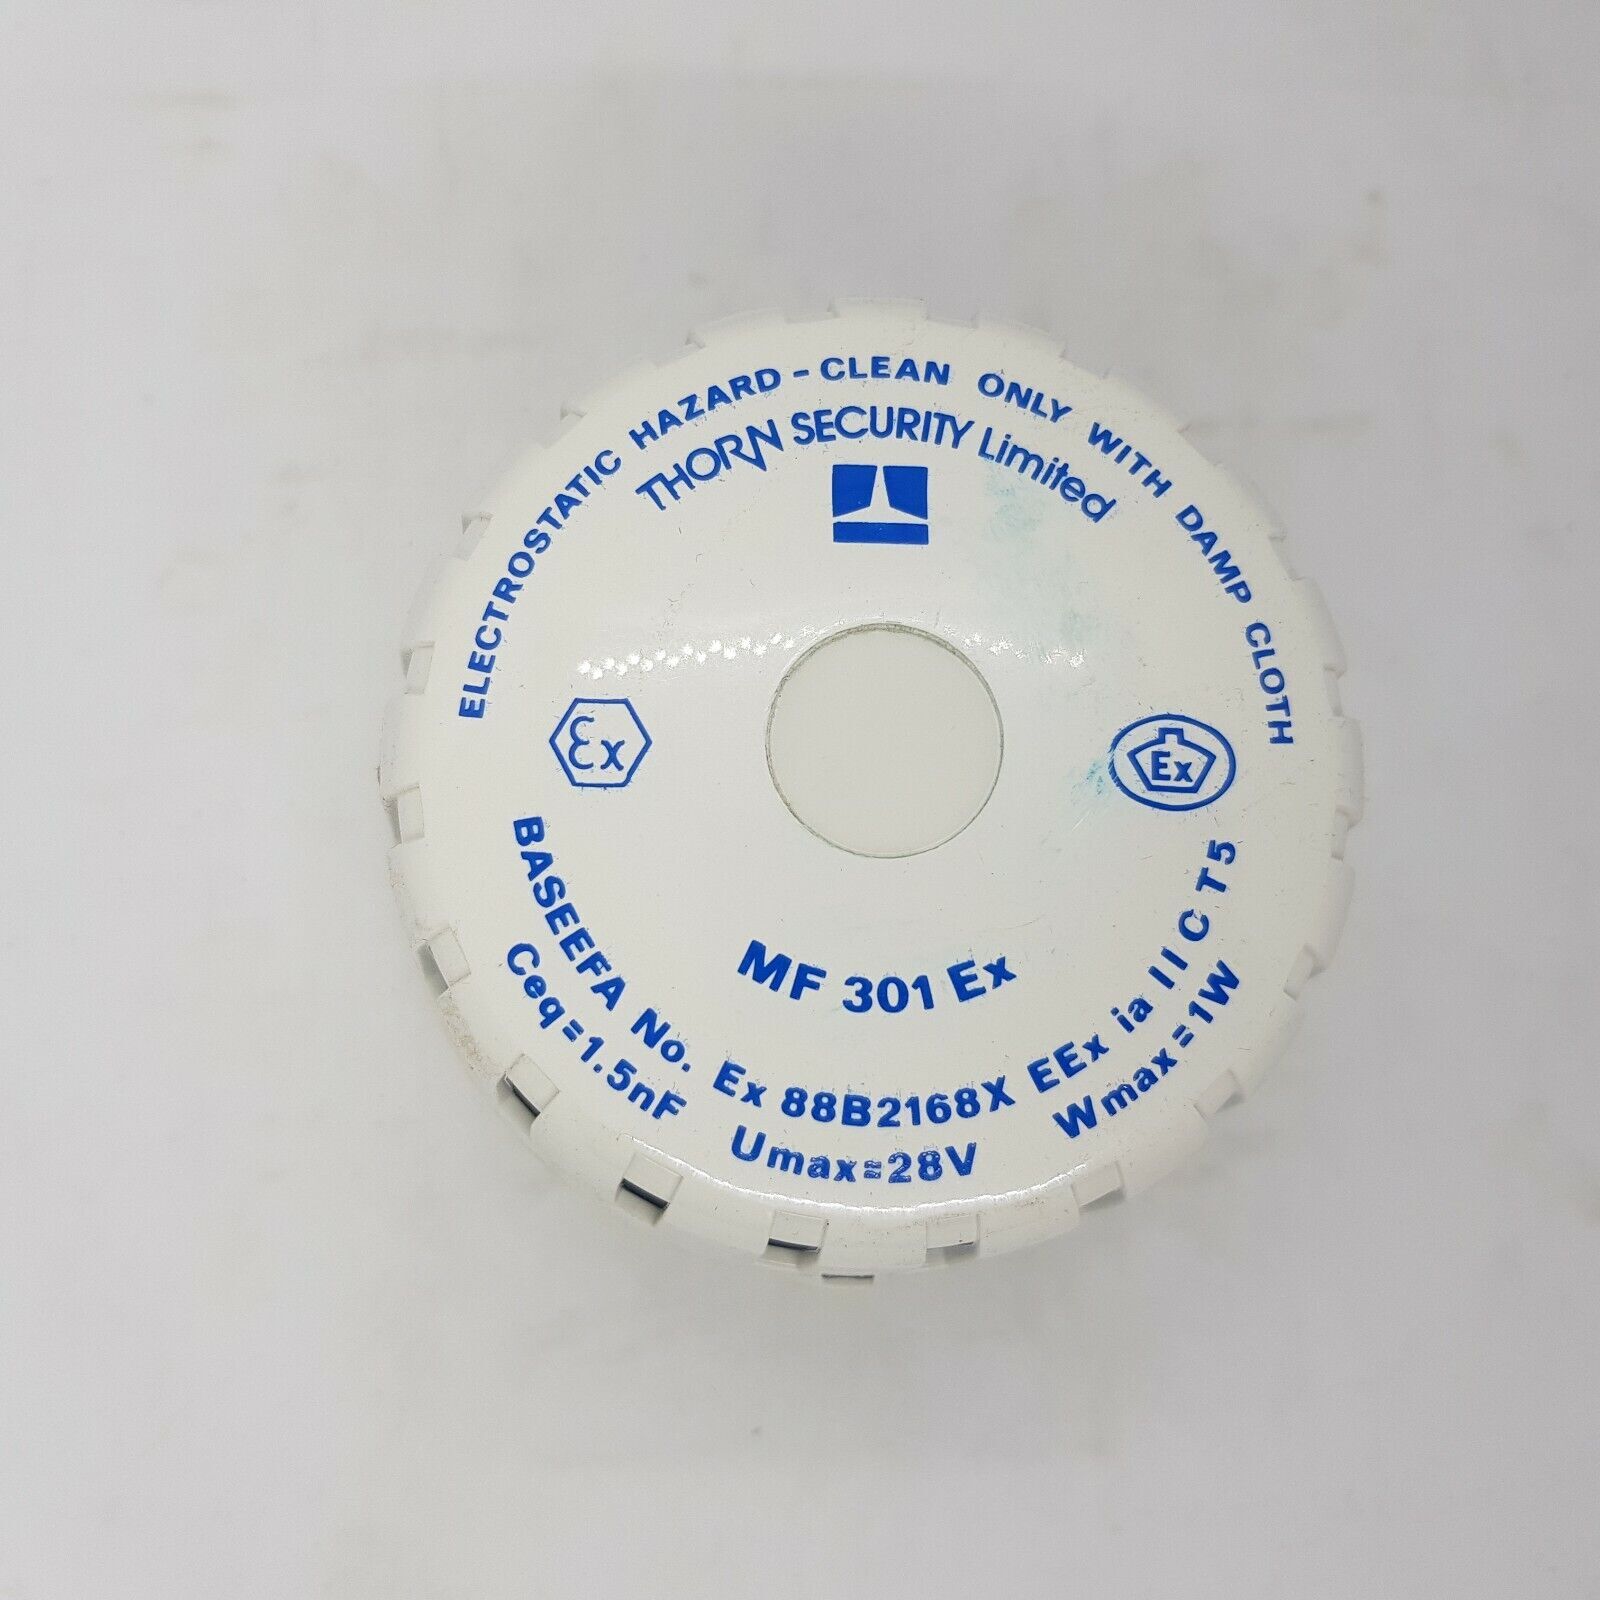 ELECTROSTATIC HAZARD - CLEAN ONLY WITH DAMP CLOTH
THORN SECURITY Limited
Ex
Ex
MF 301 Ex
BASEEFA No. Ex 88B2168X EEx ia IIC T5
Ceq=1.5nF Umax=28V Wmax=1W